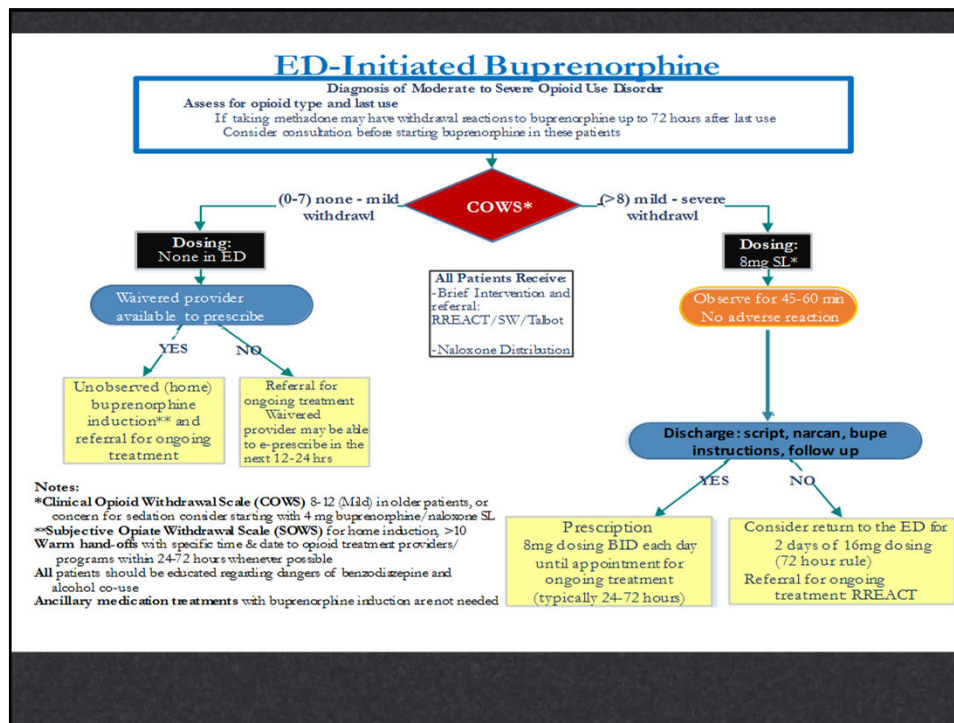 ED-Initiated Buprenorphine
Diagnosis of Moderate to Severe Opioid Use Disorder
Assess for opioid type and last use
If taking methadone may have withdrawal reactions to buprenorphine up to 72 hours after last use
Consider consultation before starting buprenorphine in these patients
(0-7) none - mild
withdrawl
COWS*
(>8) mild - severe
withdrawl
Dosing:
None in ED
Dosing:
8mg SL*
All Patients Receive:
-Brief Intervention and
referral:
RREACT/SW/Talbot
-Naloxone Distribution
Waivered provider
available to prescribe
Observe for 45-60 min
No adverse reaction
YES
NO
Unobserved (home)
buprenorphine
induction** and
referral for ongoing
treatment
Referral for
ongoing treatment
Waivered
provider may be able
to e-prescribe in the
next 12-24 hrs
Discharge: script, narcan, bupe
instructions, follow up
YES
NO
Prescription
8mg dosing BID each day
until appointment for
ongoing treatment
(typically 24-72 hours)
Consider return to the ED for
2 days of 16mg dosing
(72 hour rule)
Referral for ongoing
treatment: RREACT
Notes:
*Clinical Opioid Withdrawal Scale (COWS) 8-12 (Mild) in older patients, or
concern for sedation consider starting with 4 mg buprenorphine/naloxone SL
**Subjective Opiate Withdrawal Scale (SOWS) for home induction, >10
Warm hand-offs with specific time & date to opioid treatment providers/
programs within 24-72 hours whenever possible
All patients should be educated regarding dangers of benzodiazepine and
alcohol co-use
Ancillary medication treatments with buprenorphine induction are not needed